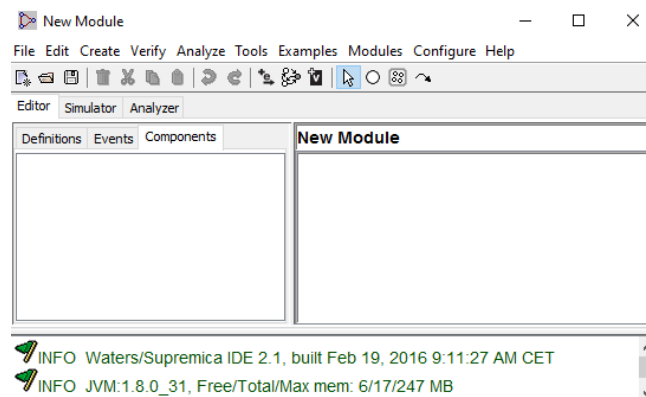 New Module
File Edit Create Verify Analyze Tools Examples Modules Configure Help
Editor Simulator Analyzer
Definitions Events Components
New Module
INFO Waters/Supremica IDE 2.1, built Feb 19, 2016 9:11:27 AM CET
INFO JVM:1.8.0_31, Free/Total/Max mem: 6/17/247 MB